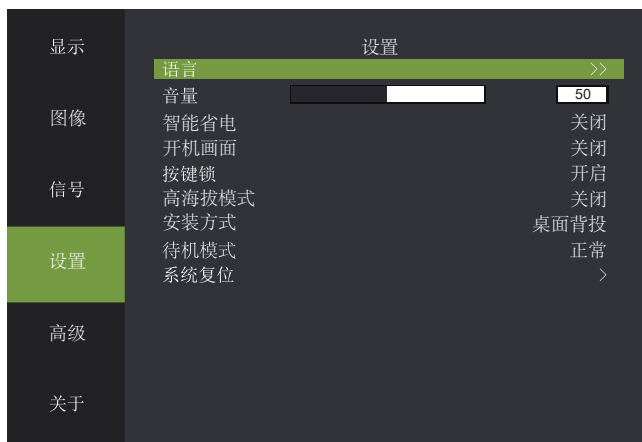 显示
图像
信号
设置
高级
关于
设置
语言 >>
音量 50
智能省电 关闭
开机画面 关闭
按键锁 开启
高海拔模式 关闭
安装方式 桌面背投
待机模式 正常
系统复位 >